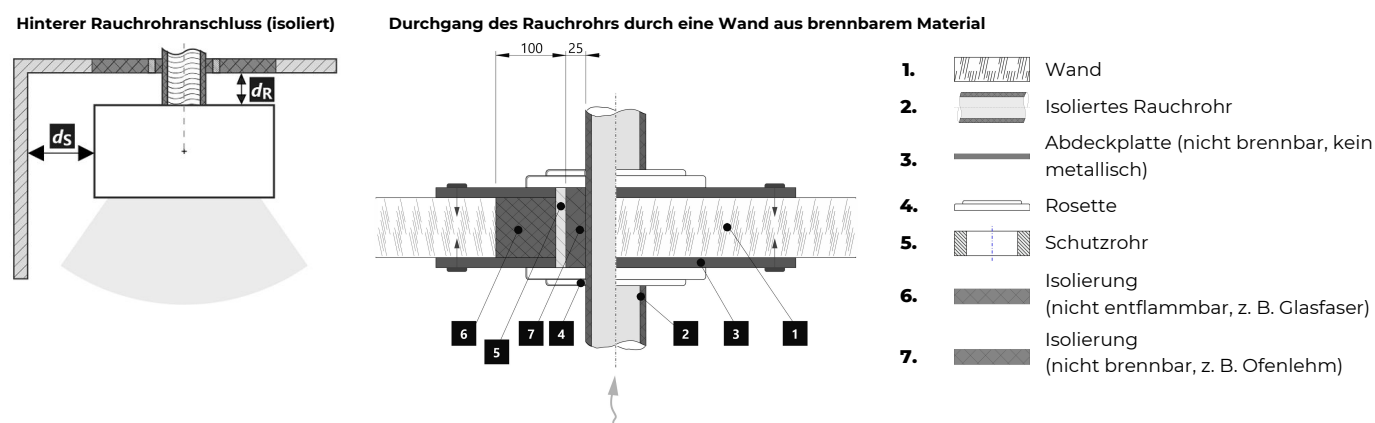 Hinterer Rauchrohranschluss (isoliert)
dR
dS
Durchgang des Rauchrohrs durch eine Wand aus brennbarem Material
100
25
6
5
7
4
2
3
1
1.
Wand
2.
Isoliertes Rauchrohr
3.
Abdeckplatte (nicht brennbar, kein
metallisch)
4.
Rosette
5.
Schutzrohr
6.
Isolierung
(nicht entflammbar, z. B. Glasfaser)
7.
Isolierung
(nicht brennbar, z. B. Ofenlehm)